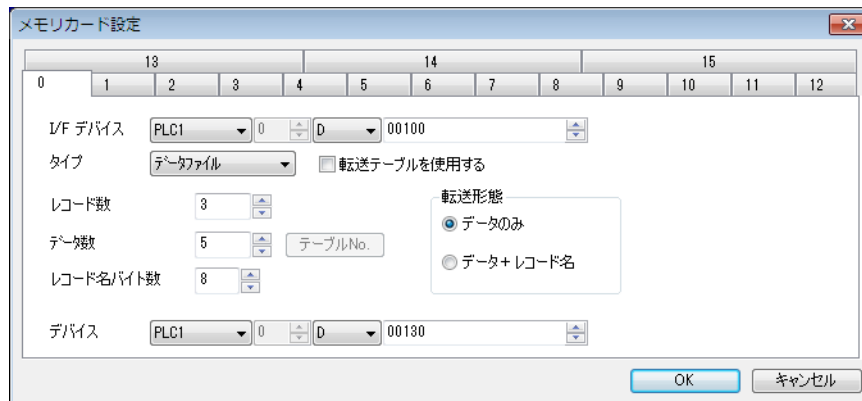 メモリカード設定
13 14 15
0 1 2 3 4 5 6 7 8 9 10 11 12
I/F デバイス PLC1 0 D 00100
タイプ データファイル 転送テーブルを使用する
レコード数 3 転送形態
データのみ
データ数 5 テーブルNo.
データ+レコード名
レコード名バイト数 8
デバイス PLC1 0 D 00130
OK キャンセル